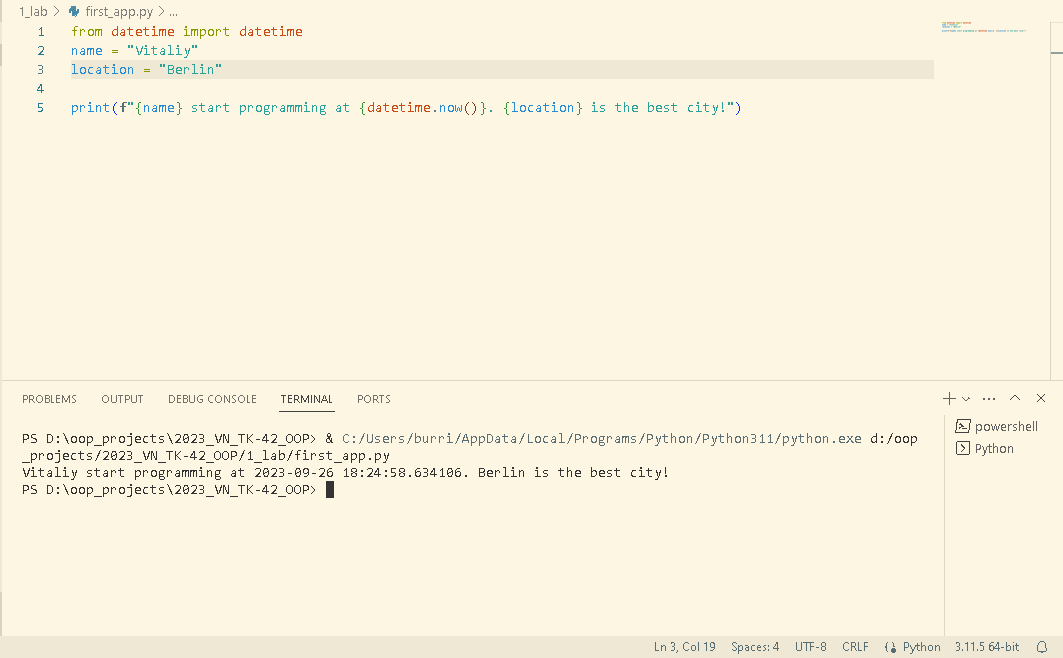 1_lab > first_app.py > ...
1 from datetime import datetime
2 name = "Vitaliy"
3 location = "Berlin"
4
5 print(f"{name} start programming at {datetime.now()}. {location} is the best city!")
PROBLEMS OUTPUT DEBUG CONSOLE TERMINAL PORTS
PS D:\oop_projects\2023_VN_TK-42_OOP> & C:/Users/burri/AppData/Local/Programs/Python/Python311/python.exe d:/oop
_projects/2023_VN_TK-42_OOP/1_lab/first_app.py
Vitaliy start programming at 2023-09-26 18:24:58.634106. Berlin is the best city!
PS D:\oop_projects\2023_VN_TK-42_OOP>
powershell
Python
Ln 3, Col 19 Spaces: 4 UTF-8 CRLF Python 3.11.5 64-bit